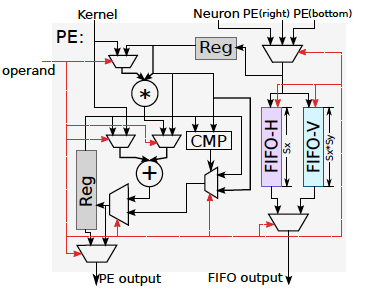 Kernel
Neuron PE(right) PE(bottom)
PE:
Reg
operand
*
CMP
FIFO-H
Sx
FIFO-V
Sx*Sy
+
Reg
PE output
FIFO output